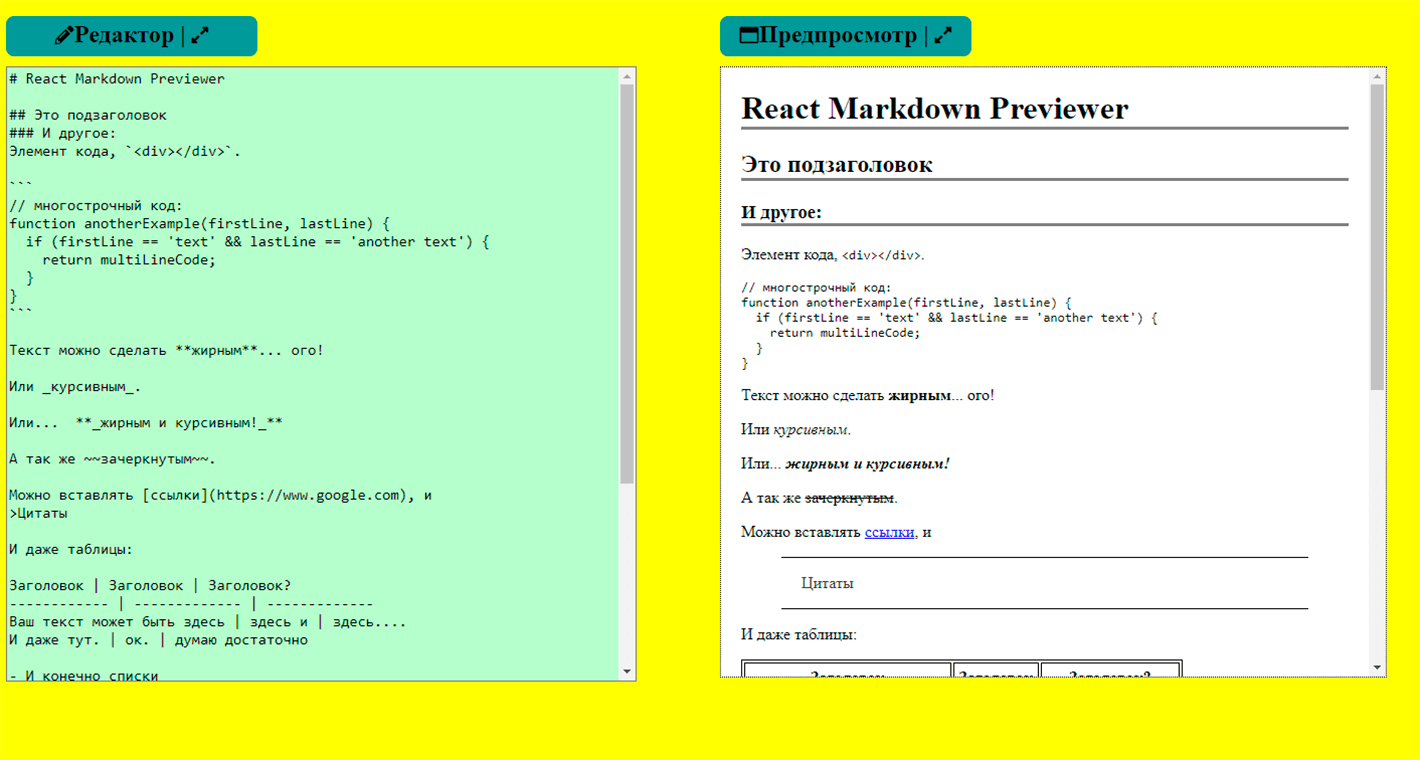 Редактор |
# React Markdown Previewer
## Это подзаголовок
### И другое:
Элемент кода, `<div></div>`.
```
// многострочный код:
function anotherExample(firstLine, lastLine) {
  if (firstLine == 'text' && lastLine == 'another text') {
    return multiLineCode;
  }
}
```
Текст можно сделать **жирным**... ого!
Или _курсивным_.
Или...  **_жирным и курсивным!_**
А так же ~~зачеркнутым~~.
Можно вставлять [ссылки](https://www.google.com), и
>Цитаты
И даже таблицы:
Заголовок | Заголовок | Заголовок?
------------ | ------------- | -------------
Ваш текст может быть здесь | здесь и | здесь....
И даже тут. | ок. | думаю достаточно
- И конечно списки
Предпросмотр |
React Markdown Previewer
Это подзаголовок
И другое:
Элемент кода, <div></div>.
// многострочный код:
function anotherExample(firstLine, lastLine) {
  if (firstLine == 'text' && lastLine == 'another text') {
    return multiLineCode;
  }
}
Текст можно сделать жирным... ого!
Или курсивным.
Или... жирным и курсивным!
А так же зачеркнутым.
Можно вставлять ссылки, и
Цитаты
И даже таблицы:
Заголовок Заголовок Заголовок?